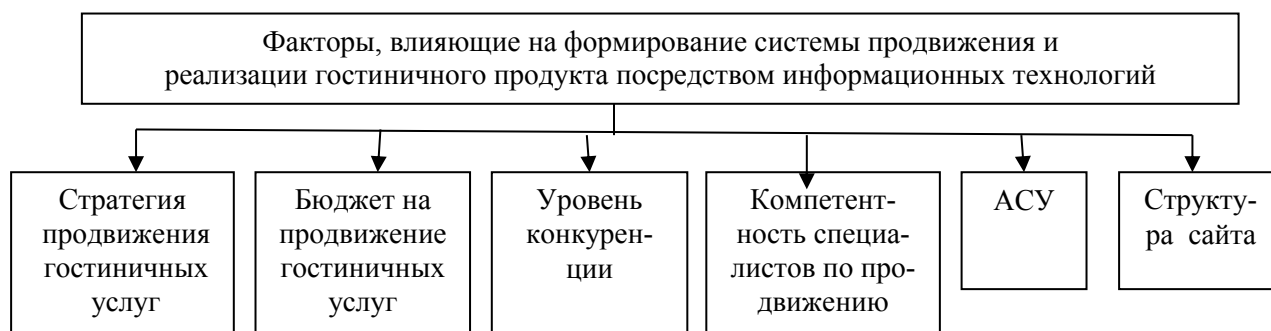 Факторы, влияющие на формирование системы продвижения и
реализации гостиничного продукта посредством информационных технологий
Стратегия
продвижения
гостиничных
услуг
Бюджет на
продвижение
гостиничных
услуг
Уровень
конкурен-
ции
Компетент-
ность специа-
листов по про-
движению
АСУ
Структу-
ра сайта